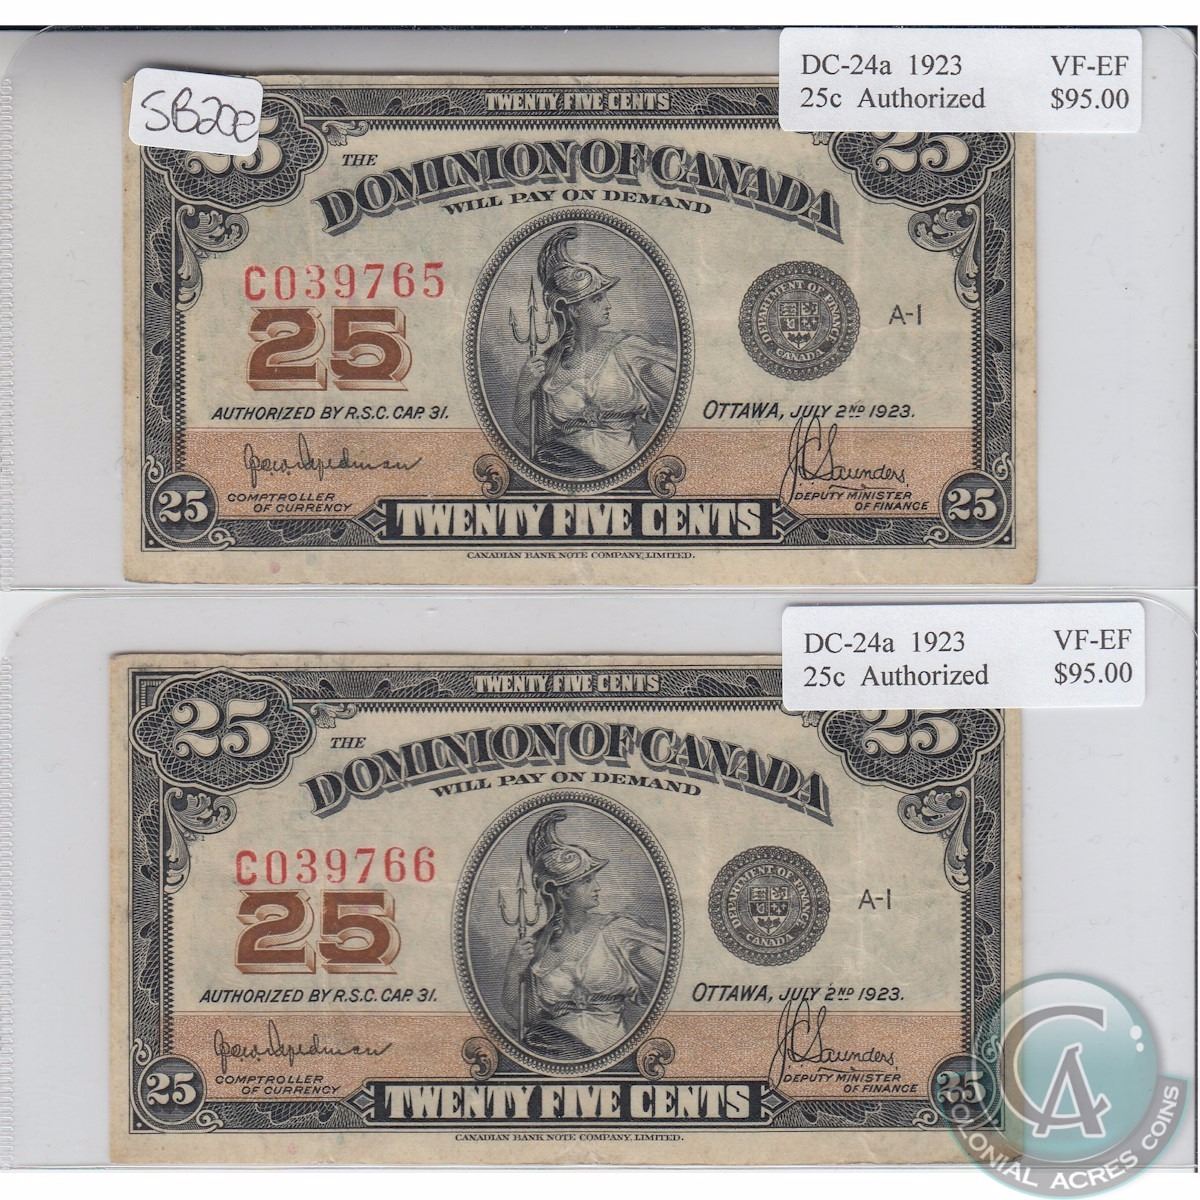 SB20e
DC-24a 1923 VF-EF
25c Authorized $95.00
TWENTY FIVE CENTS
25 25
THE
DOMINION OF CANADA
WILL PAY ON DEMAND
C039765
25
DEPARTMENT OF FINANCE
CANADA
A-1
AUTHORIZED BY R.S.C. CAP. 31.
OTTAWA, JULY 2ND 1923.
J C Saunders
COMPTROLLER
OF CURRENCY
DEPUTY MINISTER
OF FINANCE
25 TWENTY FIVE CENTS 25
CANADIAN BANK NOTE COMPANY, LIMITED.
DC-24a 1923 VF-EF
25c Authorized $95.00
TWENTY FIVE CENTS
25 25
THE
DOMINION OF CANADA
WILL PAY ON DEMAND
C039766
25
DEPARTMENT OF FINANCE
CANADA
A-1
AUTHORIZED BY R.S.C. CAP. 31.
OTTAWA, JULY 2ND 1923.
J C Saunders
COMPTROLLER
OF CURRENCY
DEPUTY MINISTER
OF FINANCE
25 TWENTY FIVE CENTS 25
CANADIAN BANK NOTE COMPANY, LIMITED.
CA
COLONIAL ACRES COINS